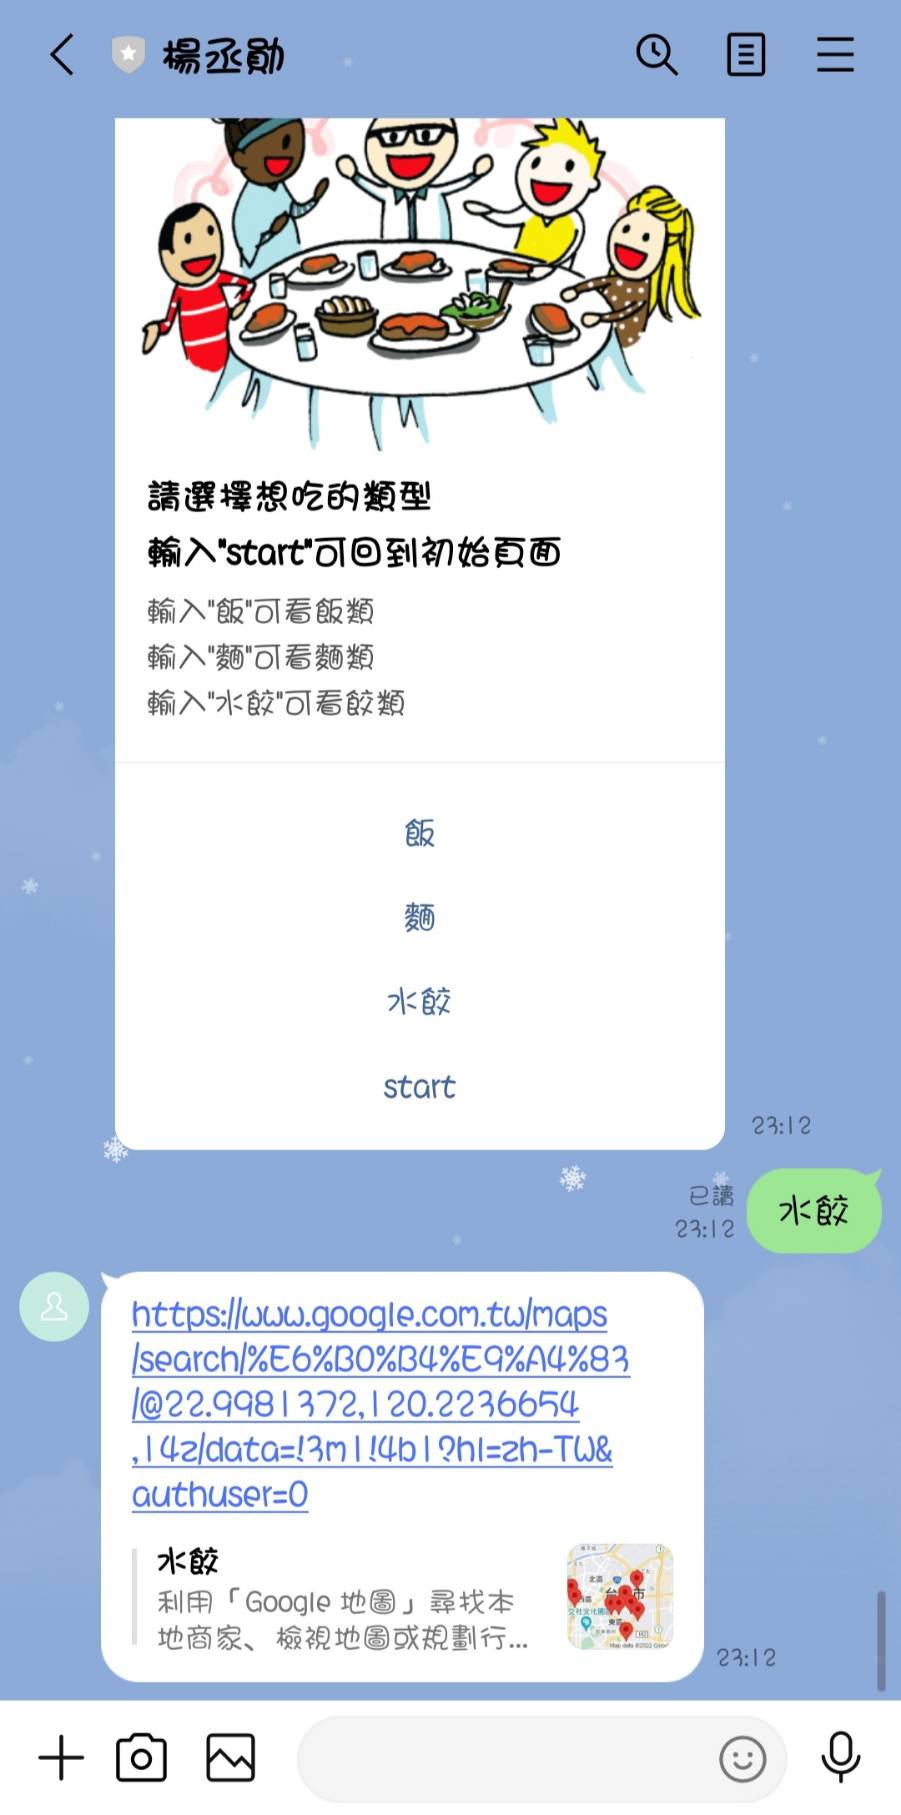 楊丞勛
請選擇想吃的類型
輸入"start"可回到初始頁面
輸入"飯"可看飯類
輸入"麵"可看麵類
輸入"水餃"可看餃類
飯
麵
水餃
start
23:12
已讀
23:12
水餃
https://www.google.com.tw/maps
/search/%E6%B0%B4%E9%A4%83
/@22.9981372,120.2236654
,14z/data=!3m1!4b1?hl=zh-TW&
authuser=0
水餃
利用「Google 地圖」尋找本
地商家、檢視地圖或規劃行...
北區
東區
23:12